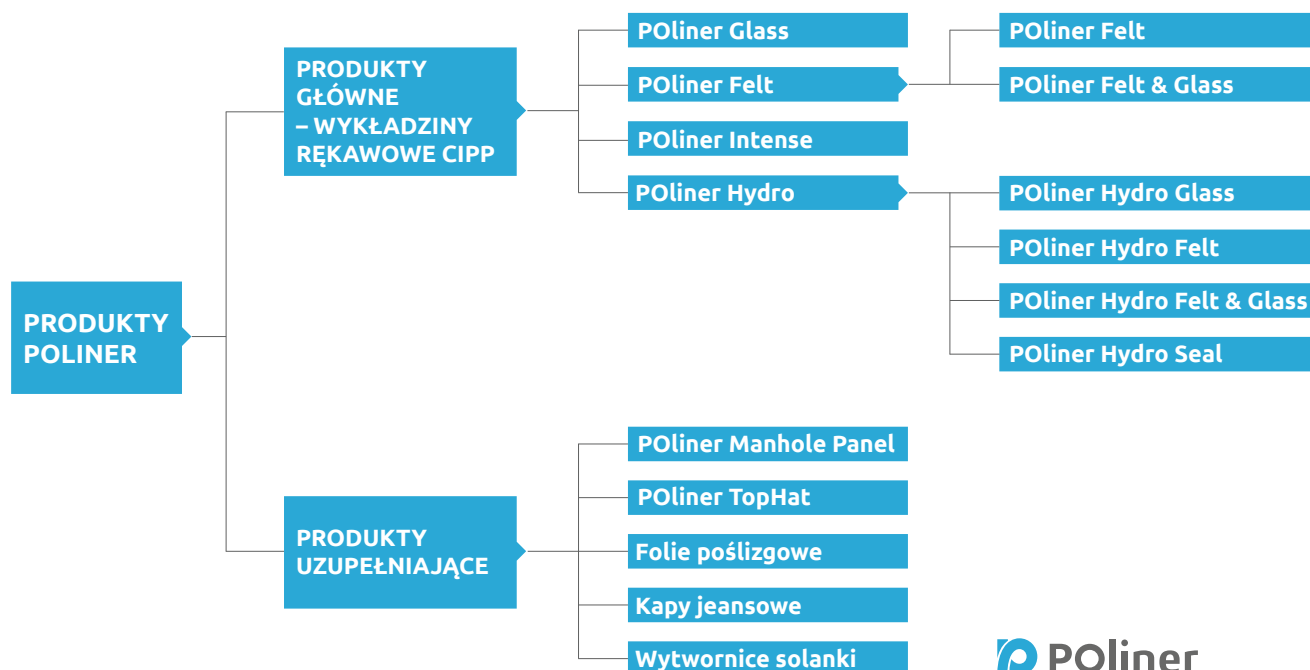 PRODUKTY
POLINER
PRODUKTY
GŁÓWNE
– WYKŁADZINY
RĘKAWOWE CIPP
POliner Glass
POliner Felt
POliner Intense
POliner Hydro
POliner Felt
POliner Felt & Glass
POliner Hydro Glass
POliner Hydro Felt
POliner Hydro Felt & Glass
POliner Hydro Seal
PRODUKTY
UZUPEŁNIAJĄCE
POliner Manhole Panel
POliner TopHat
Folie poślizgowe
Kapy jeansowe
Wytwornice solanki
POliner